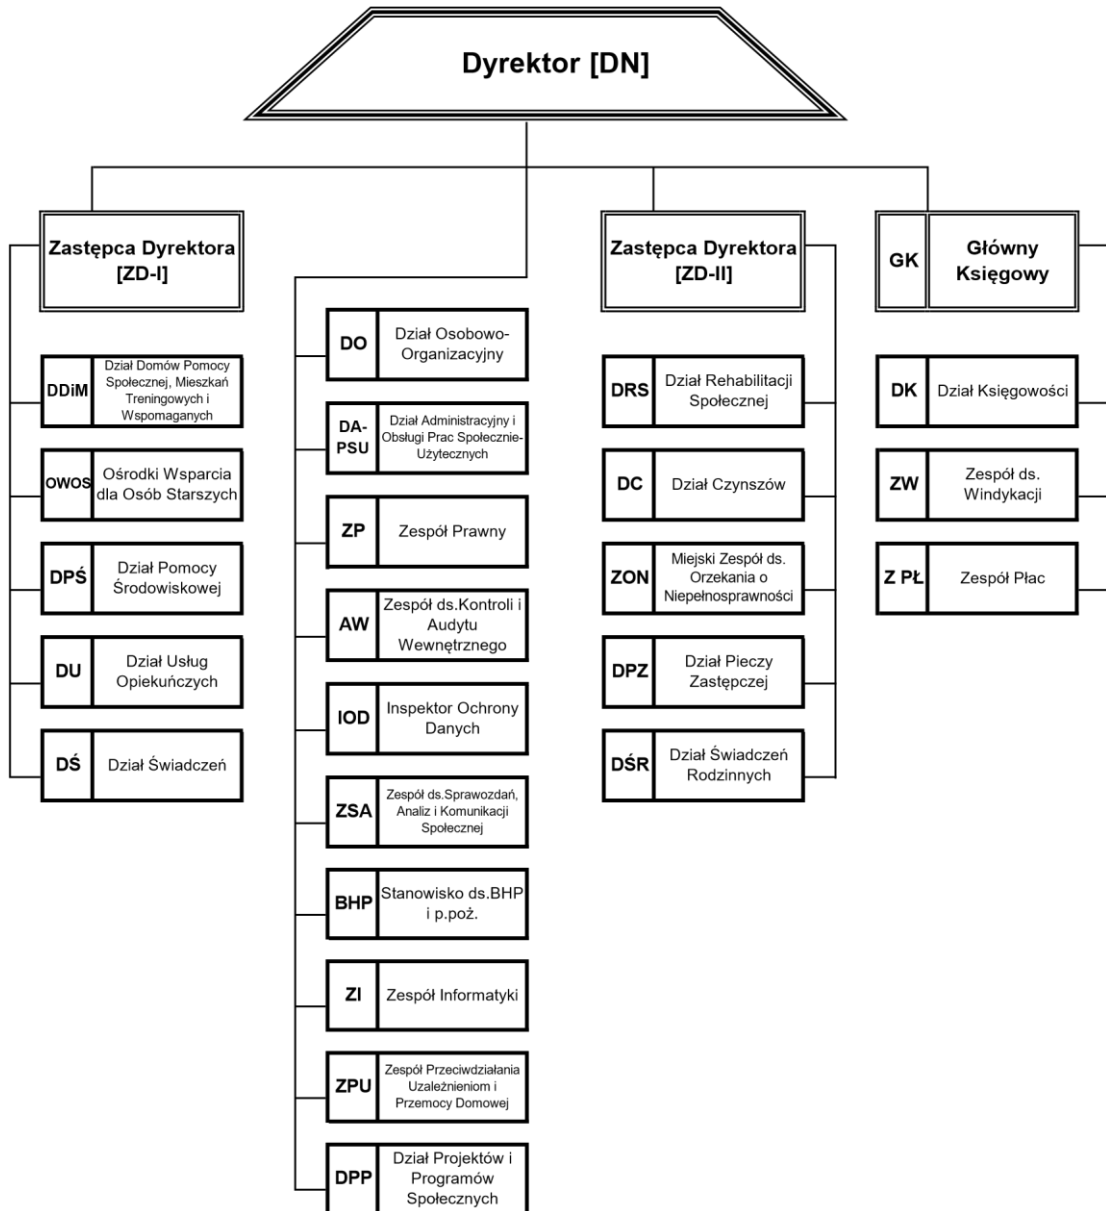 Dyrektor [DN]
Zastępca Dyrektora
[ZD-I]
DDiM
Dział Domów Pomocy
Społecznej, Mieszkań
Treningowych i
Wspomaganych
OWOS
Ośrodki Wsparcia
dla Osób Starszych
DPŚ
Dział Pomocy
Środowiskowej
DU
Dział Usług
Opiekuńczych
DŚ
Dział Świadczeń
DO
Dział Osobowo-
Organizacyjny
DA-
PSU
Dział Administracyjny i
Obsługi Prac Społecznie-
Użytecznych
ZP
Zespół Prawny
AW
Zespół ds.Kontroli i
Audytu
Wewnętrznego
IOD
Inspektor Ochrony
Danych
ZSA
Zespół ds.Sprawozdań,
Analiz i Komunikacji
Społecznej
BHP
Stanowisko ds.BHP
i p.poż.
ZI
Zespół Informatyki
ZPU
Zespół Przeciwdziałania
Uzależnieniom i
Przemocy Domowej
DPP
Dział Projektów i
Programów
Społecznych
Zastępca Dyrektora
[ZD-II]
DRS
Dział Rehabilitacji
Społecznej
DC
Dział Czynszów
ZON
Miejski Zespół ds.
Orzekania o
Niepełnosprawności
DPZ
Dział Pieczy
Zastępczej
DŚR
Dział Świadczeń
Rodzinnych
GK
Główny
Księgowy
DK
Dział Księgowości
ZW
Zespół ds.
Windykacji
Z PŁ
Zespół Płac